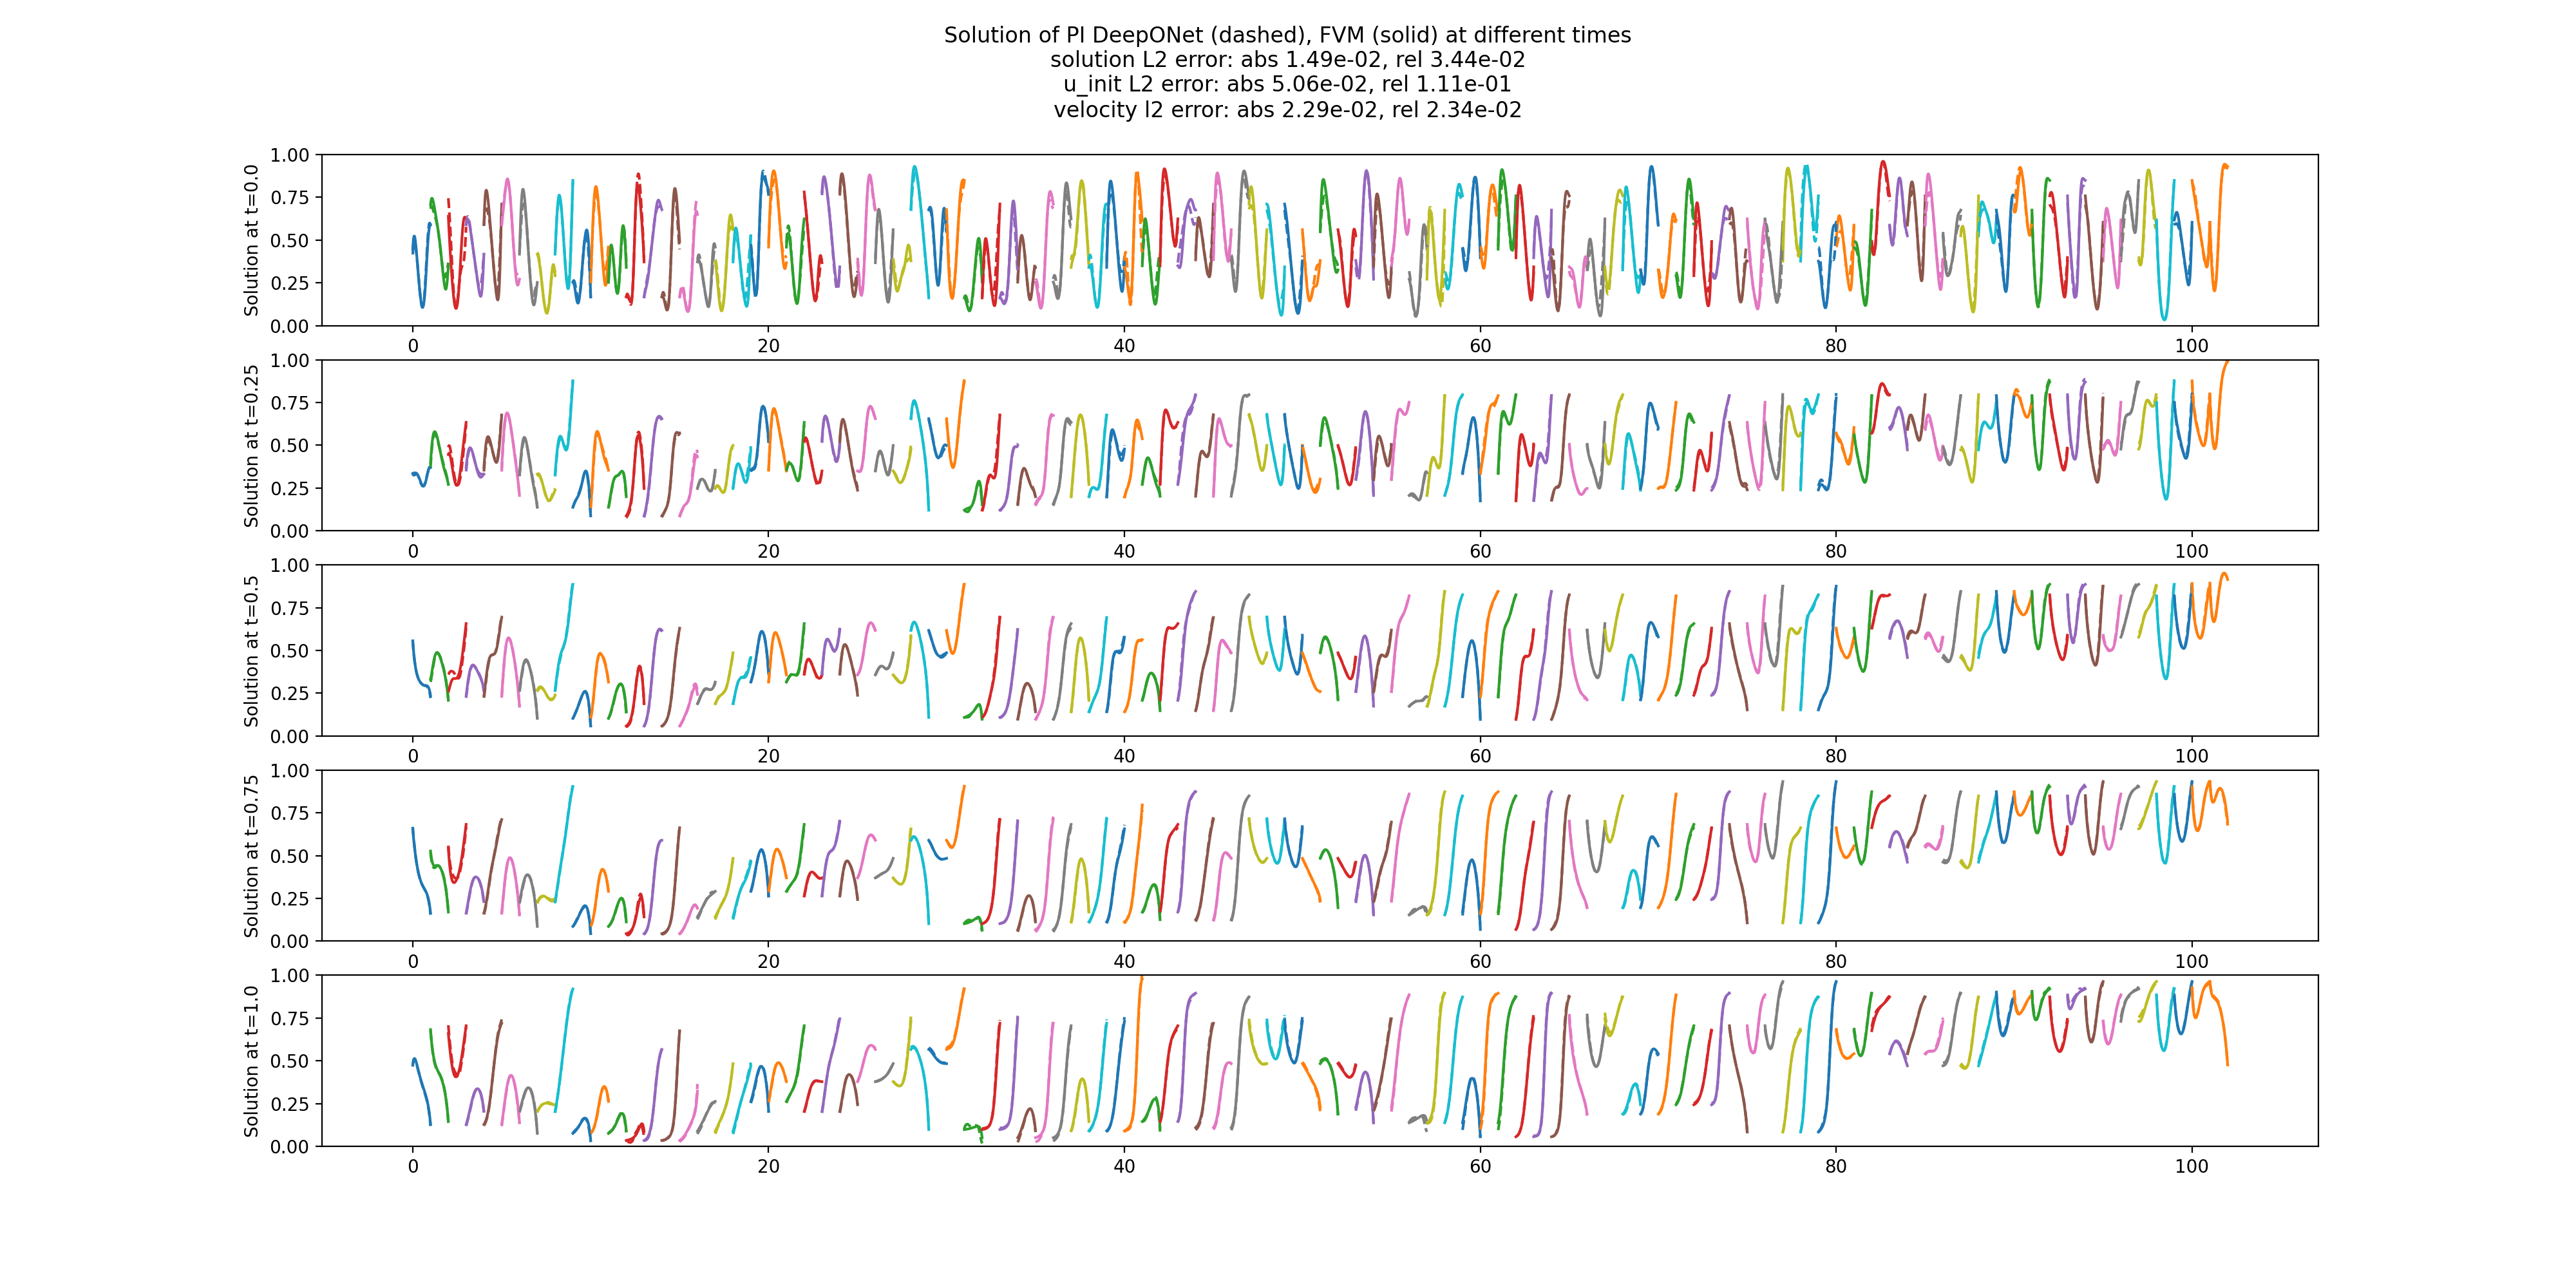 Solution of PI DeepONet (dashed), FVM (solid) at different times
solution L2 error: abs 1.49e-02, rel 3.44e-02
u_init L2 error: abs 5.06e-02, rel 1.11e-01
velocity l2 error: abs 2.29e-02, rel 2.34e-02
Solution at t=0.0
1.00
0.75
0.50
0.25
0.00
0 20 40 60 80 100
Solution at t=0.25
1.00
0.75
0.50
0.25
0.00
0 20 40 60 80 100
Solution at t=0.5
1.00
0.75
0.50
0.25
0.00
0 20 40 60 80 100
Solution at t=0.75
1.00
0.75
0.50
0.25
0.00
0 20 40 60 80 100
Solution at t=1.0
1.00
0.75
0.50
0.25
0.00
0 20 40 60 80 100